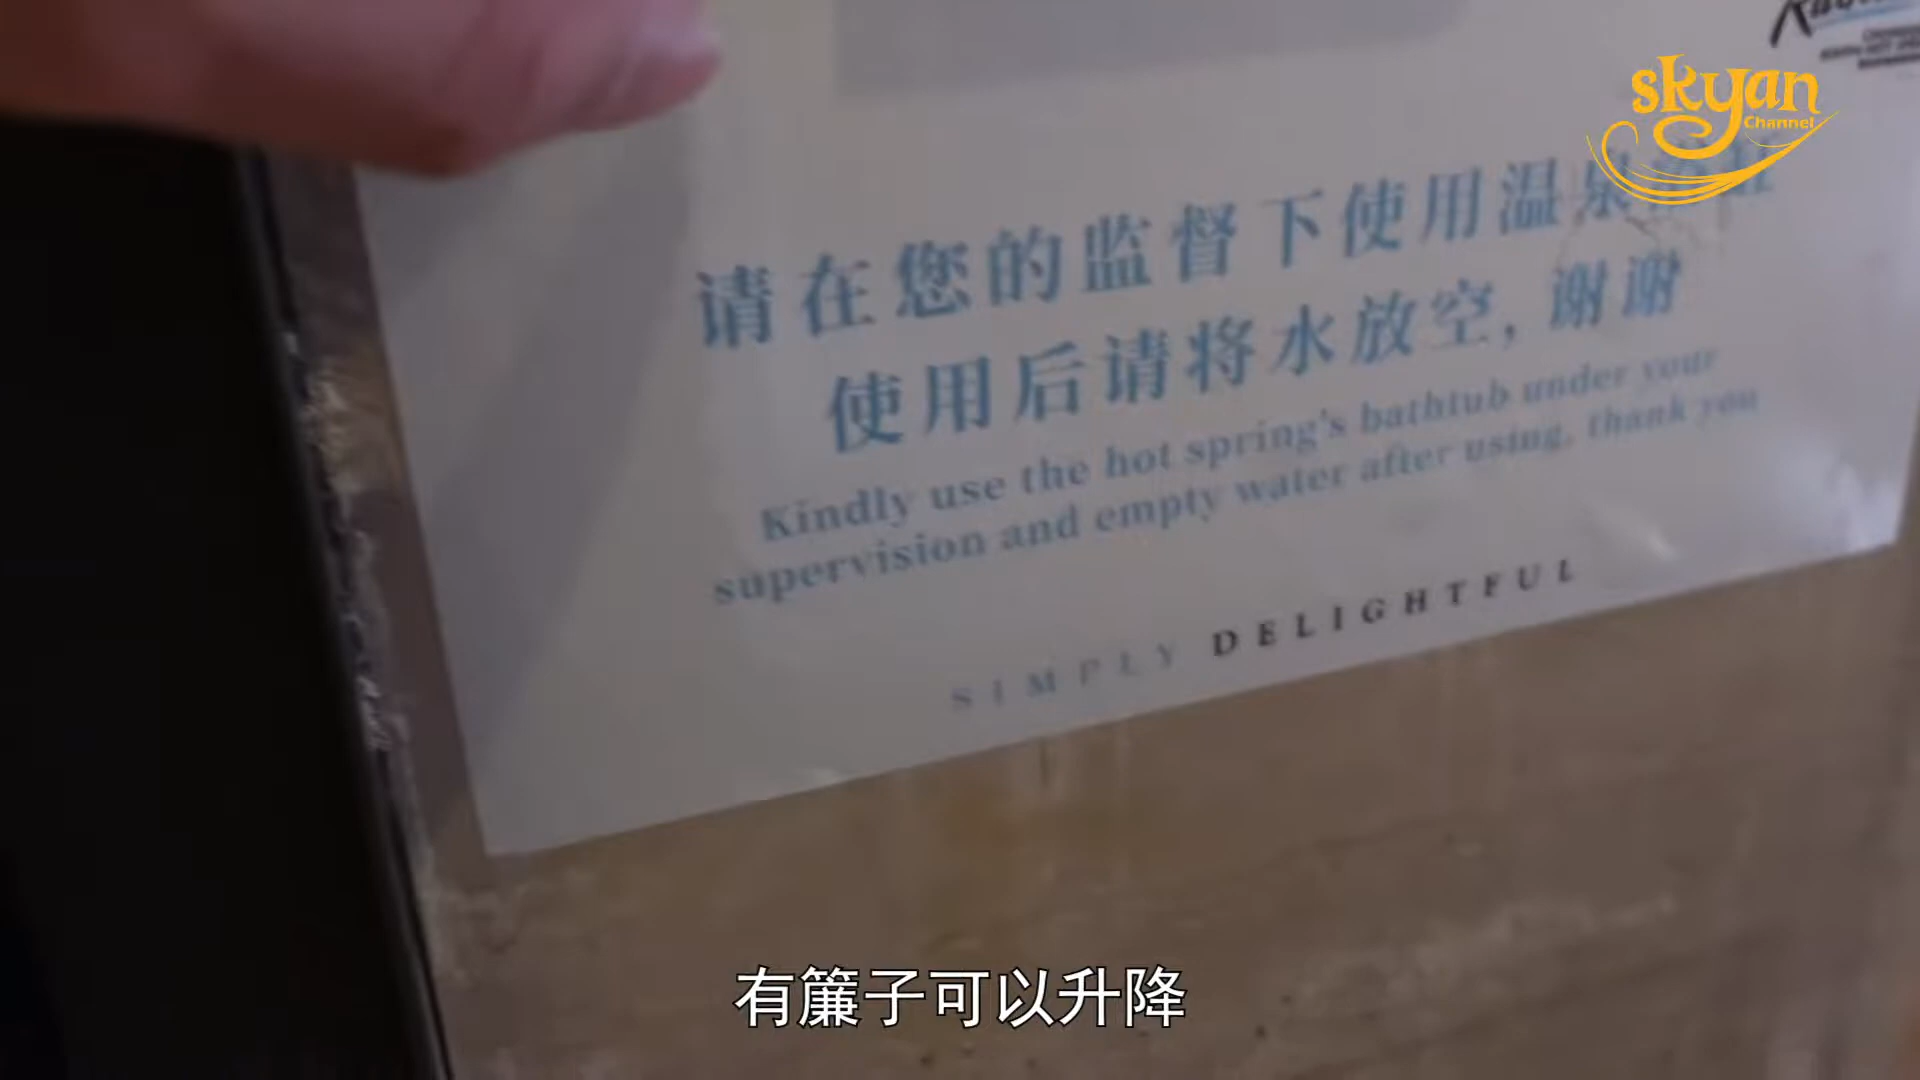 skyan
Channel
请在您的监督下使用温泉
使用后请将水放空，谢谢
Kindly use the hot spring's bathtub under your
supervision and empty water after using, thank you
SIMPLY DELIGHTFUL
有簾子可以升降